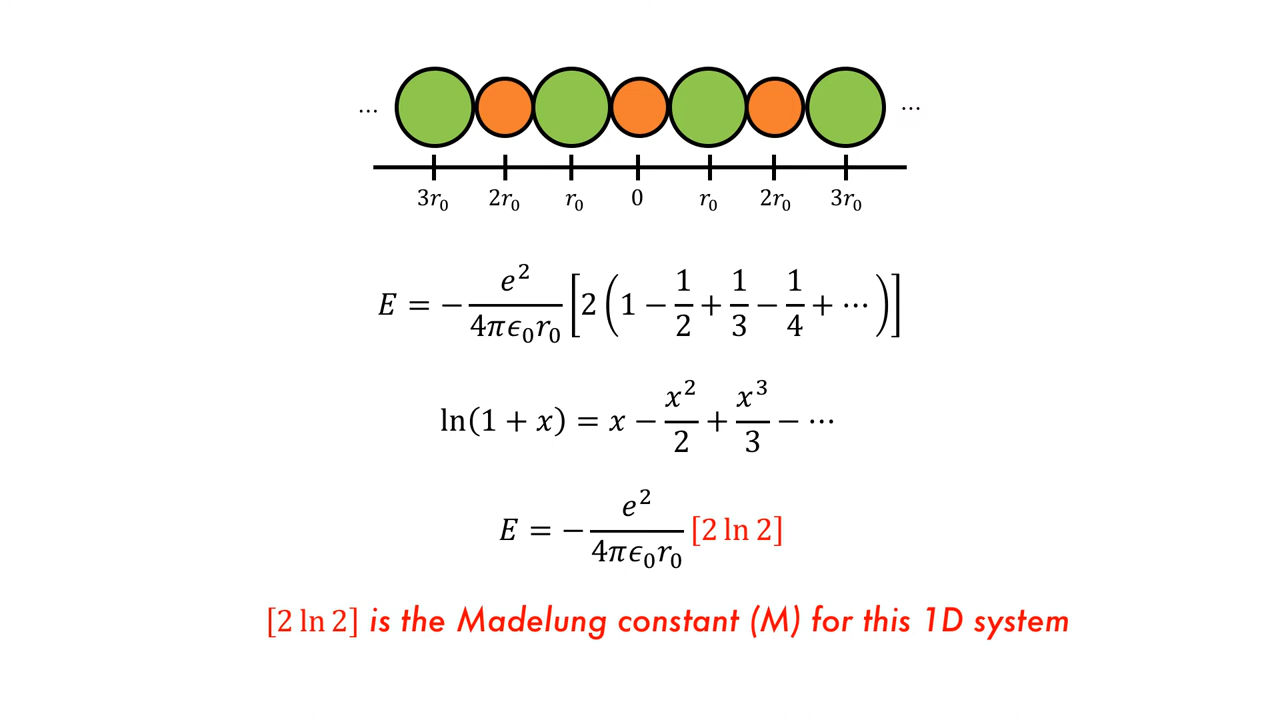 … …
3r₀ 2r₀ r₀ 0 r₀ 2r₀ 3r₀
E = −e²/4πϵ₀r₀ [2(1 − 1/2 + 1/3 − 1/4 + ⋯)]
ln(1 + x) = x − x²/2 + x³/3 − ⋯
E = −e²/4πϵ₀r₀ [2 ln 2]
[2 ln 2] is the Madelung constant (M) for this 1D system